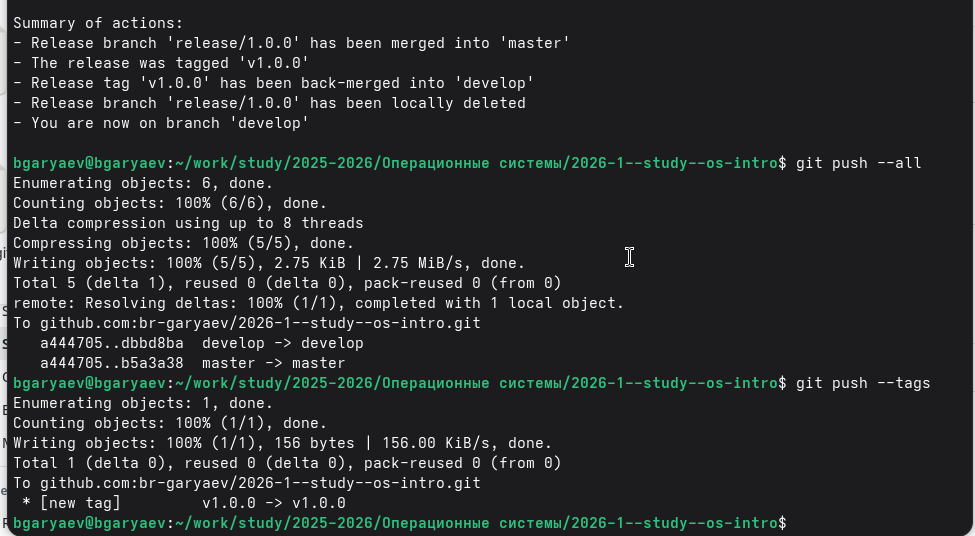 Summary of actions:
- Release branch 'release/1.0.0' has been merged into 'master'
- The release was tagged 'v1.0.0'
- Release tag 'v1.0.0' has been back-merged into 'develop'
- Release branch 'release/1.0.0' has been locally deleted
- You are now on branch 'develop'
bgaryaev@bgaryaev:~/work/study/2025-2026/Операционные системы/2026-1--study--os-intro$ git push --all
Enumerating objects: 6, done.
Counting objects: 100% (6/6), done.
Delta compression using up to 8 threads
Compressing objects: 100% (5/5), done.
Writing objects: 100% (5/5), 2.75 KiB | 2.75 MiB/s, done.
Total 5 (delta 1), reused 0 (delta 0), pack-reused 0 (from 0)
remote: Resolving deltas: 100% (1/1), completed with 1 local object.
To github.com:br-garyaev/2026-1--study--os-intro.git
   a444705..dbbd8ba  develop -> develop
   a444705..b5a3a38  master -> master
bgaryaev@bgaryaev:~/work/study/2025-2026/Операционные системы/2026-1--study--os-intro$ git push --tags
Enumerating objects: 1, done.
Counting objects: 100% (1/1), done.
Writing objects: 100% (1/1), 156 bytes | 156.00 KiB/s, done.
Total 1 (delta 0), reused 0 (delta 0), pack-reused 0 (from 0)
To github.com:br-garyaev/2026-1--study--os-intro.git
 * [new tag]         v1.0.0 -> v1.0.0
bgaryaev@bgaryaev:~/work/study/2025-2026/Операционные системы/2026-1--study--os-intro$